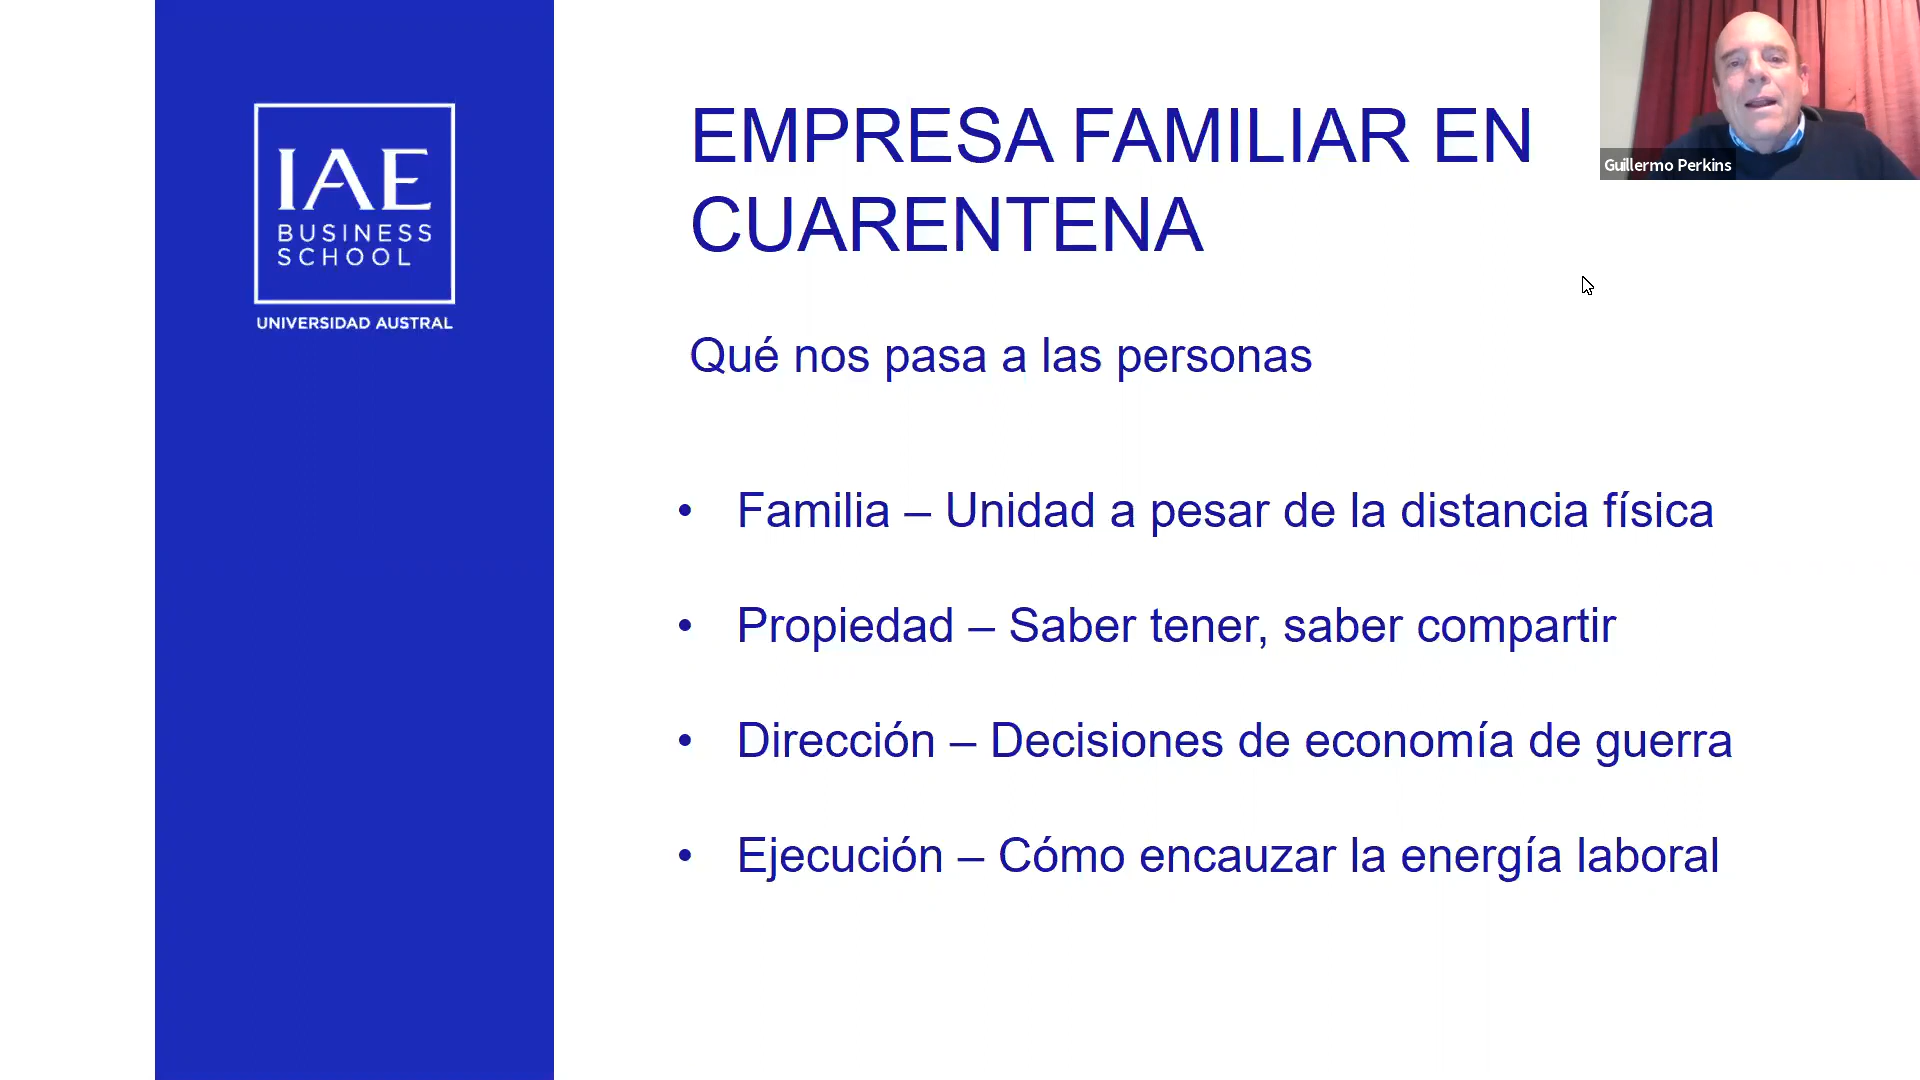 IAE
BUSINESS
SCHOOL
UNIVERSIDAD AUSTRAL
EMPRESA FAMILIAR EN
CUARENTENA
Guillermo Perkins
Qué nos pasa a las personas
• Familia – Unidad a pesar de la distancia física
• Propiedad – Saber tener, saber compartir
• Dirección – Decisiones de economía de guerra
• Ejecución – Cómo encauzar la energía laboral